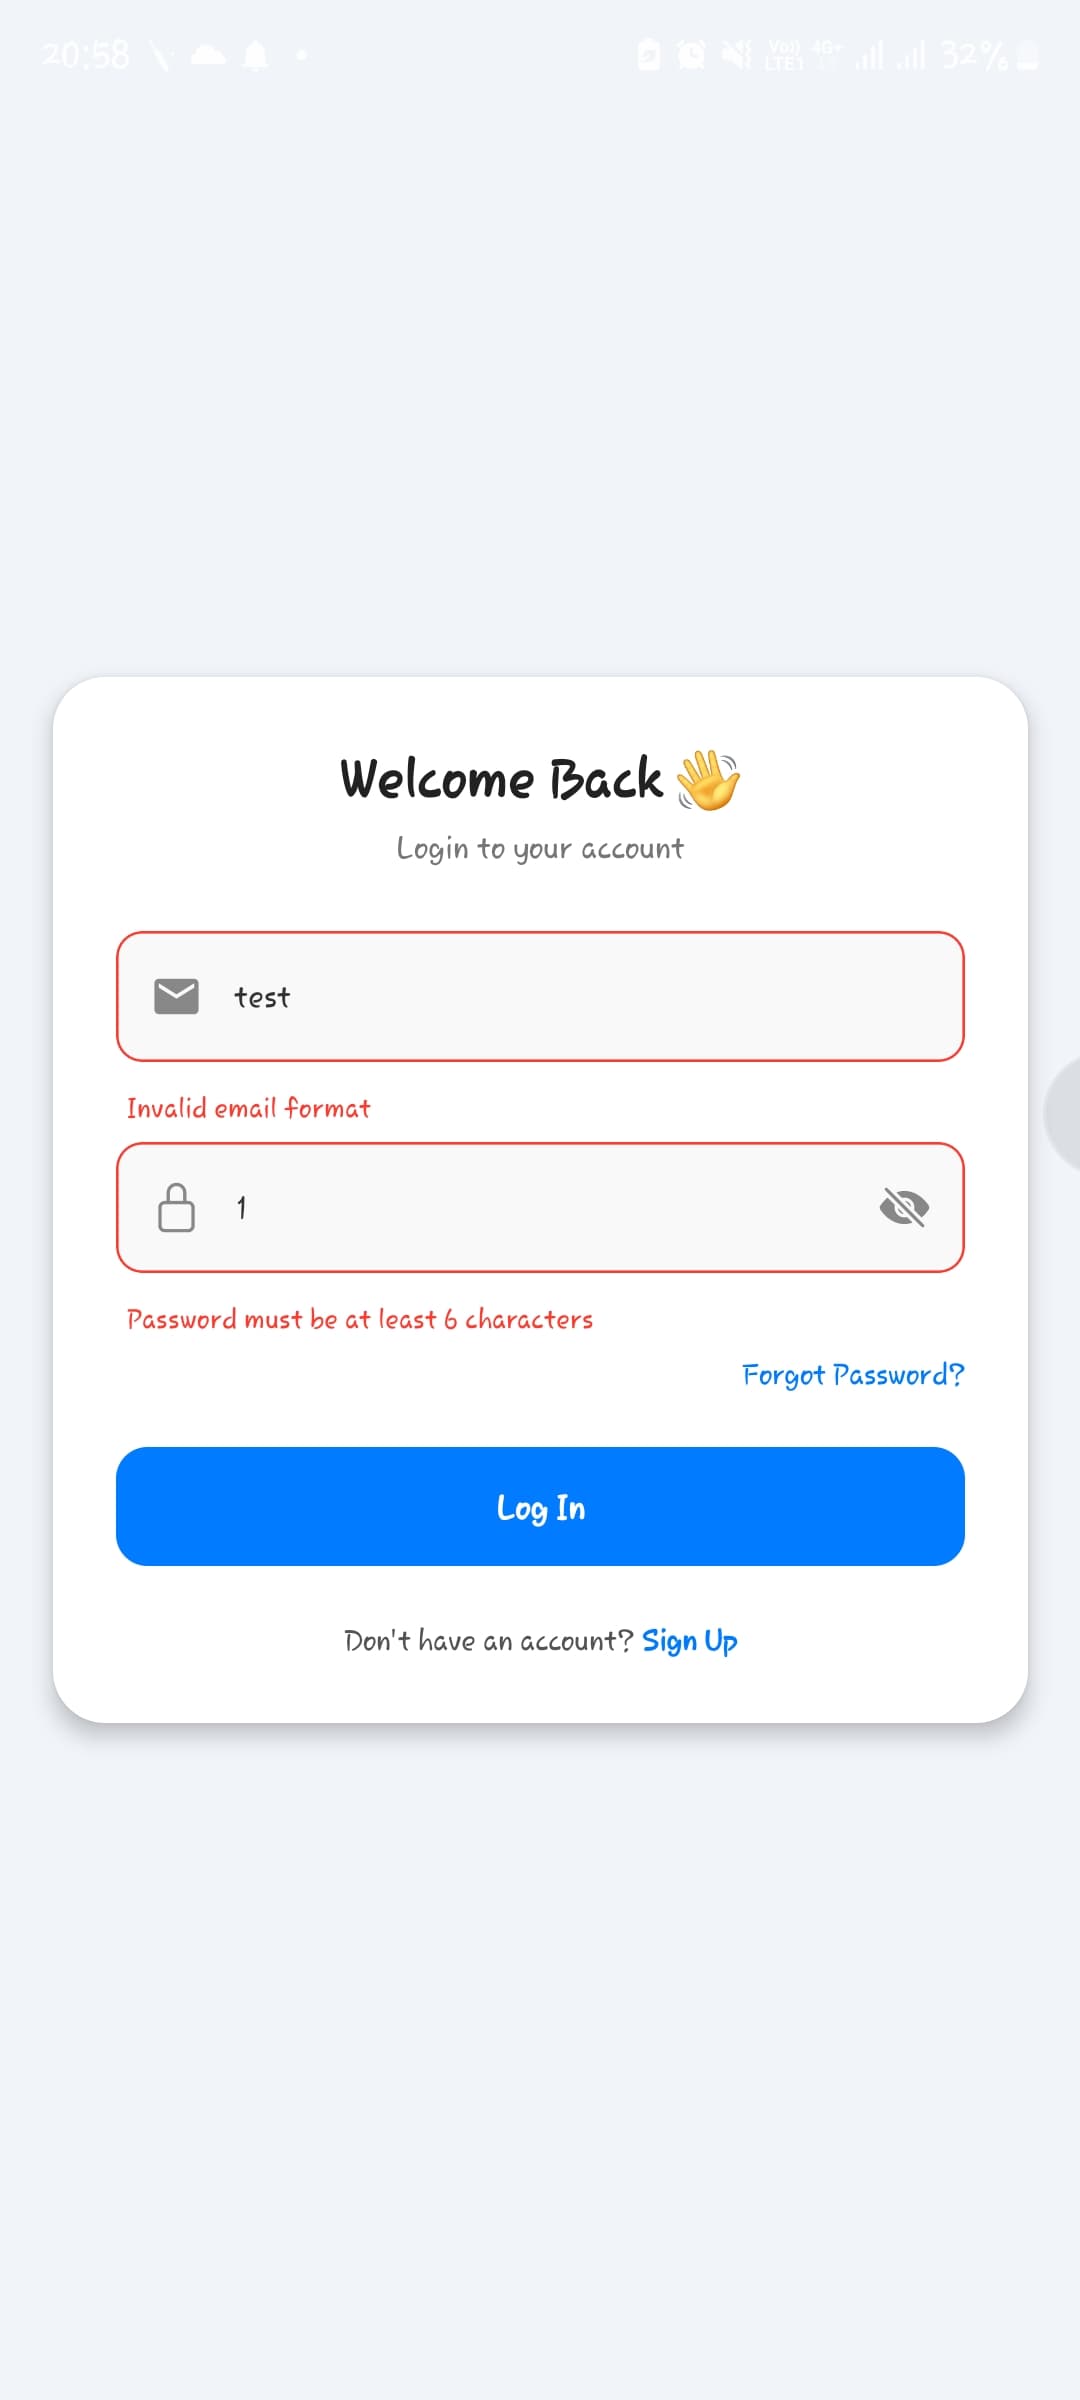 20:58 Vo)) LTE1 4G+ 32%
Welcome Back 👋
Login to your account
test
Invalid email format
1
Password must be at least 6 characters
Forgot Password?
Log In
Don't have an account? Sign Up